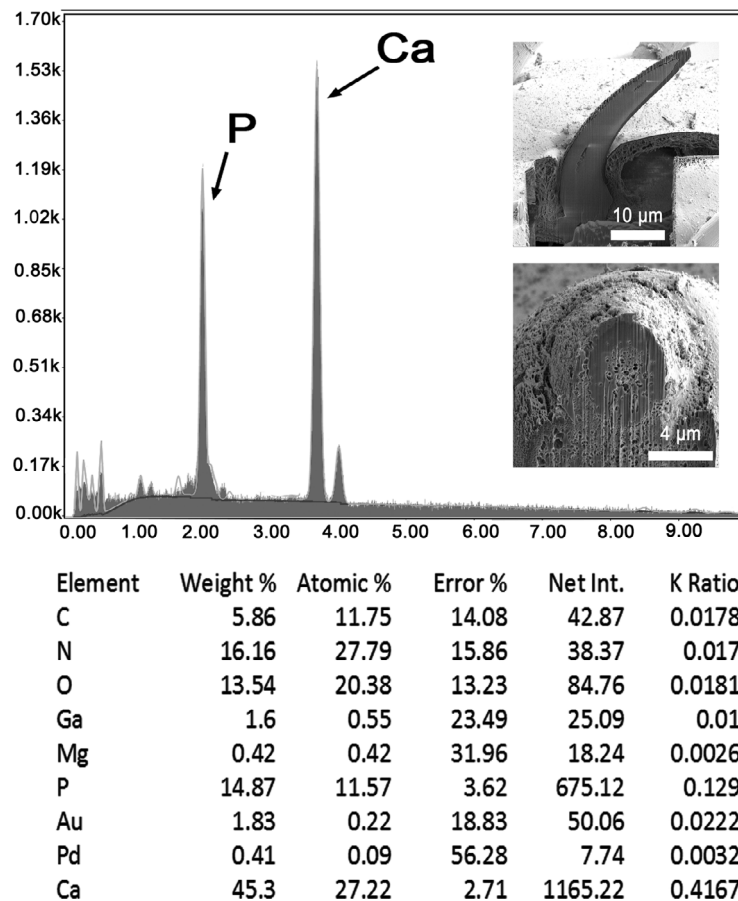 1.70k
1.53k
1.36k
1.19k
1.02k
0.85k
0.68k
0.51k
0.34k
0.17k
0.00k
P
Ca
10 µm
4 µm
0.00 1.00 2.00 3.00 4.00 5.00 6.00 7.00 8.00 9.00
Element Weight % Atomic % Error % Net Int. K Ratio
C 5.86 11.75 14.08 42.87 0.0178
N 16.16 27.79 15.86 38.37 0.017
O 13.54 20.38 13.23 84.76 0.0181
Ga 1.6 0.55 23.49 25.09 0.01
Mg 0.42 0.42 31.96 18.24 0.0026
P 14.87 11.57 3.62 675.12 0.129
Au 1.83 0.22 18.83 50.06 0.0222
Pd 0.41 0.09 56.28 7.74 0.0032
Ca 45.3 27.22 2.71 1165.22 0.4167